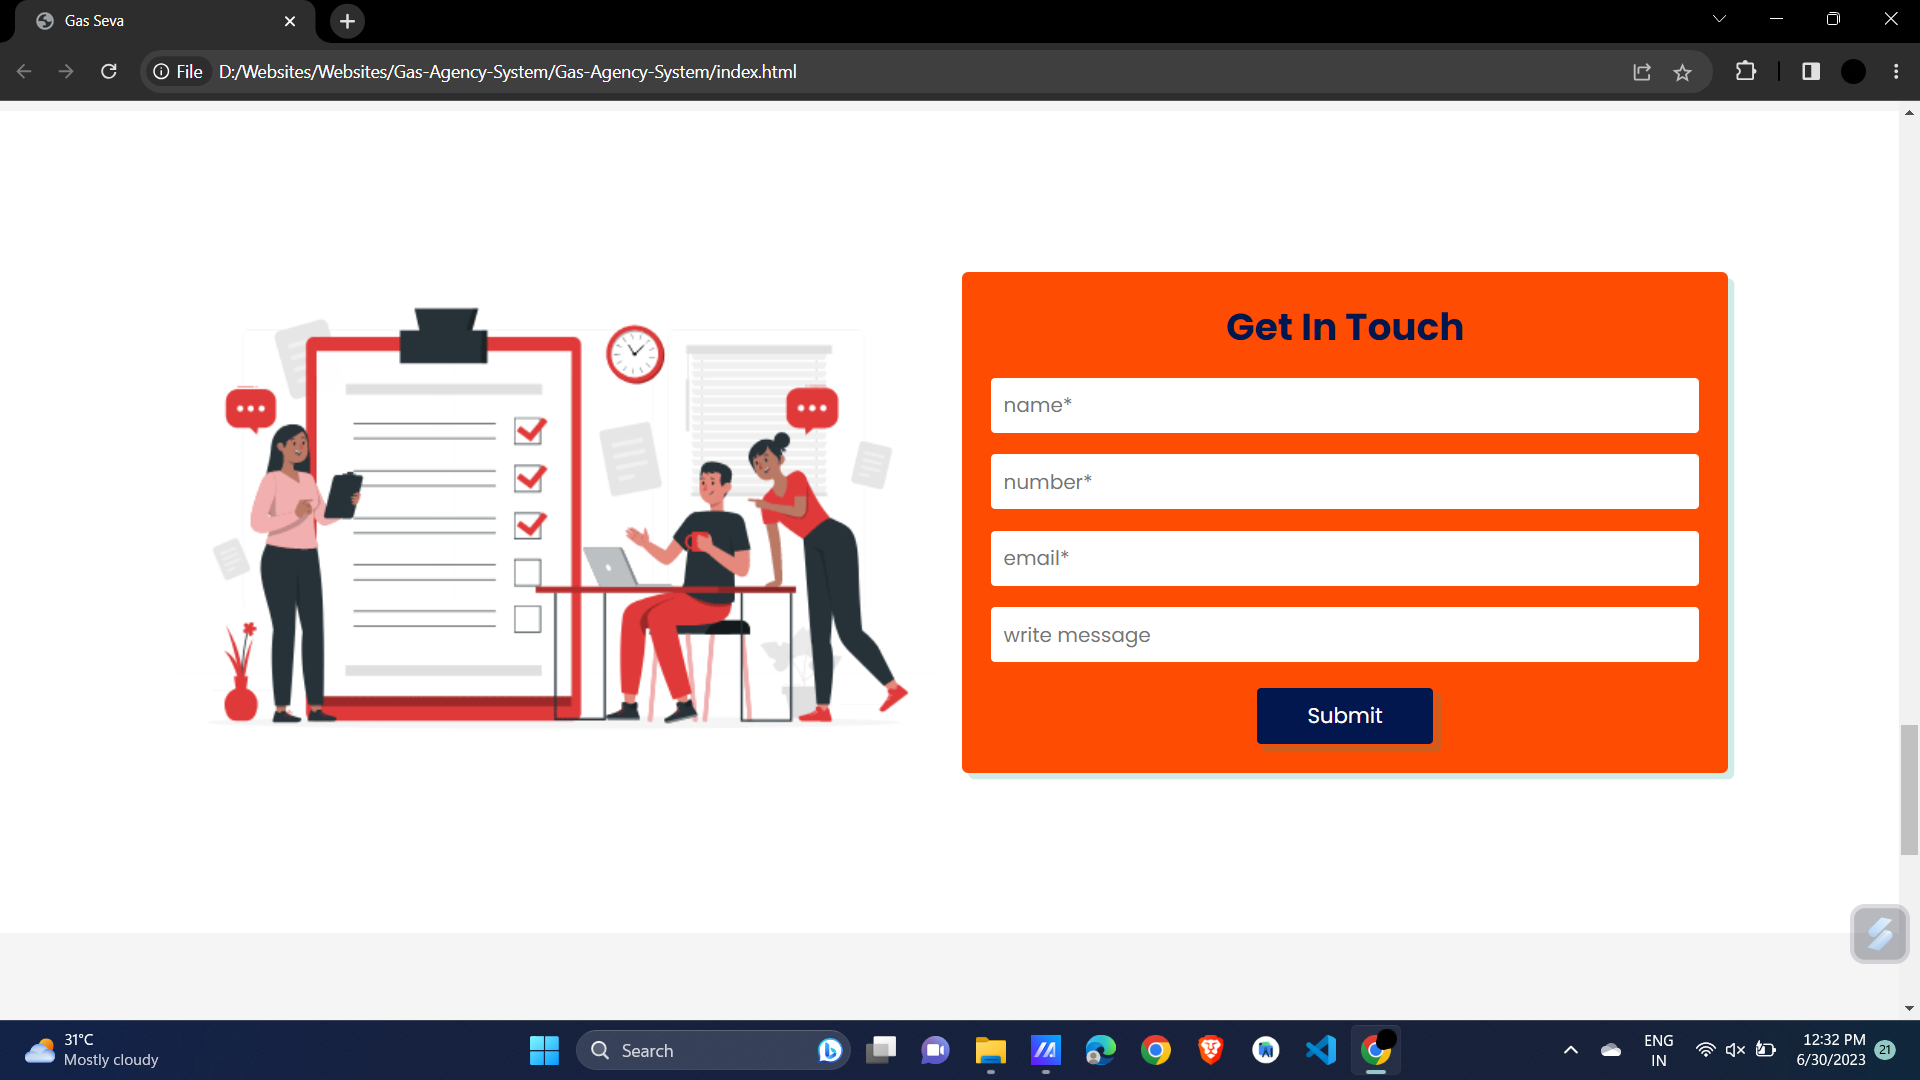 Gas Seva
File D:/Websites/Websites/Gas-Agency-System/Gas-Agency-System/index.html
Get In Touch
name*
number*
email*
write message
Submit
31°C
Mostly cloudy
Search
ENG
IN
12:32 PM
6/30/2023
21